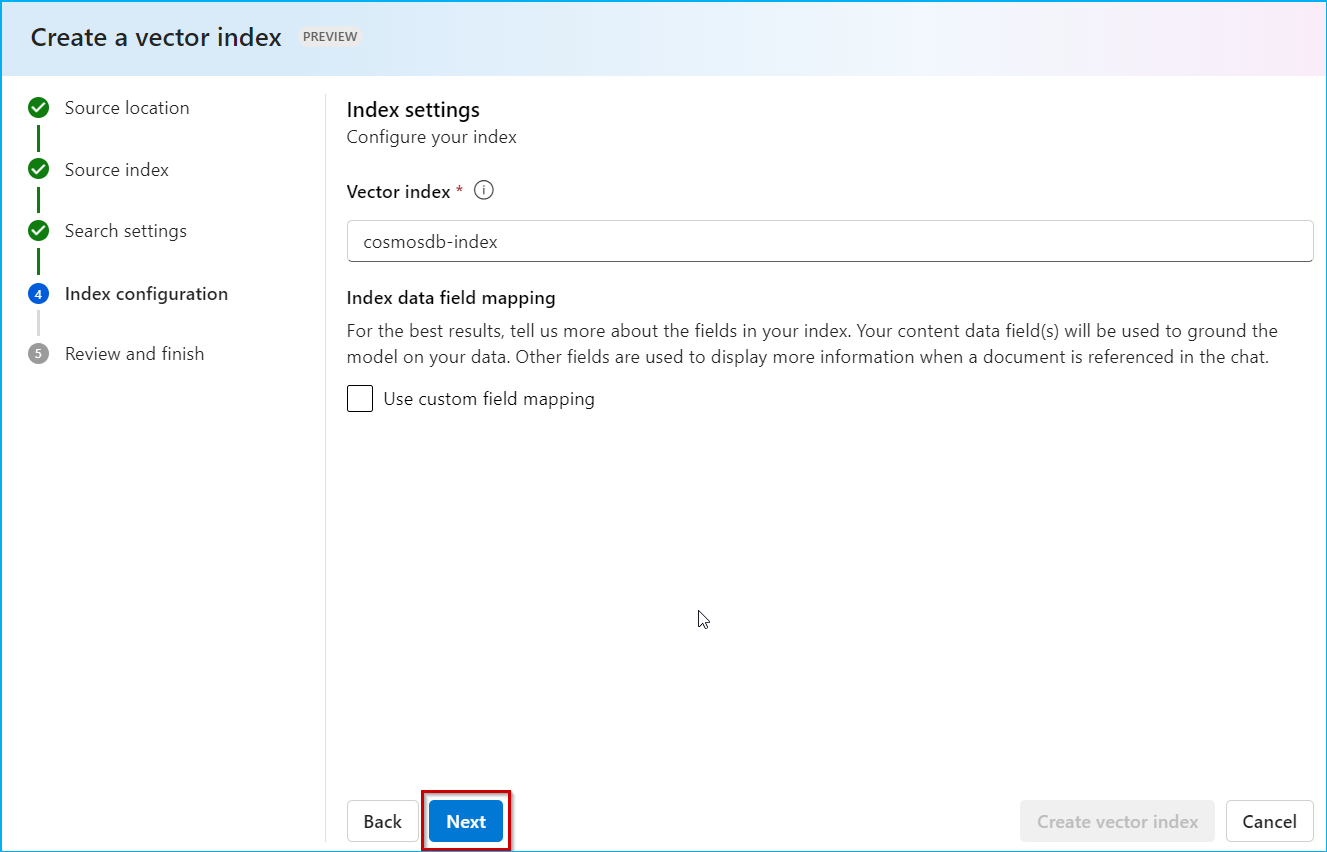 Create a vector index PREVIEW
Source location
Source index
Search settings
4 Index configuration
5 Review and finish
Index settings
Configure your index
Vector index *
cosmosdb-index
Index data field mapping
For the best results, tell us more about the fields in your index. Your content data field(s) will be used to ground the
model on your data. Other fields are used to display more information when a document is referenced in the chat.
Use custom field mapping
Back Next Create vector index Cancel